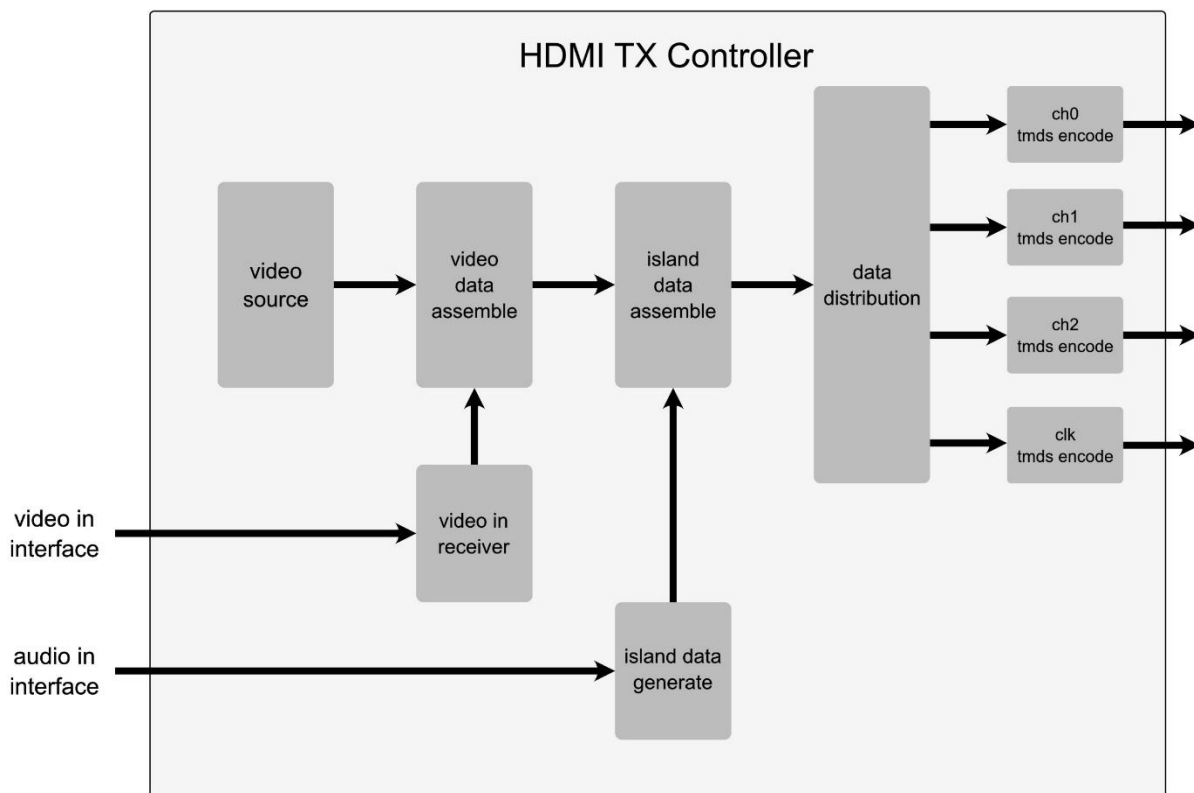 HDMI TX Controller
ch0
tmds encode
ch1
tmds encode
video
source
video
data
assemble
island
data
assemble
data
distribution
ch2
tmds encode
clk
tmds encode
video in
interface
video in
receiver
audio in
interface
island data
generate